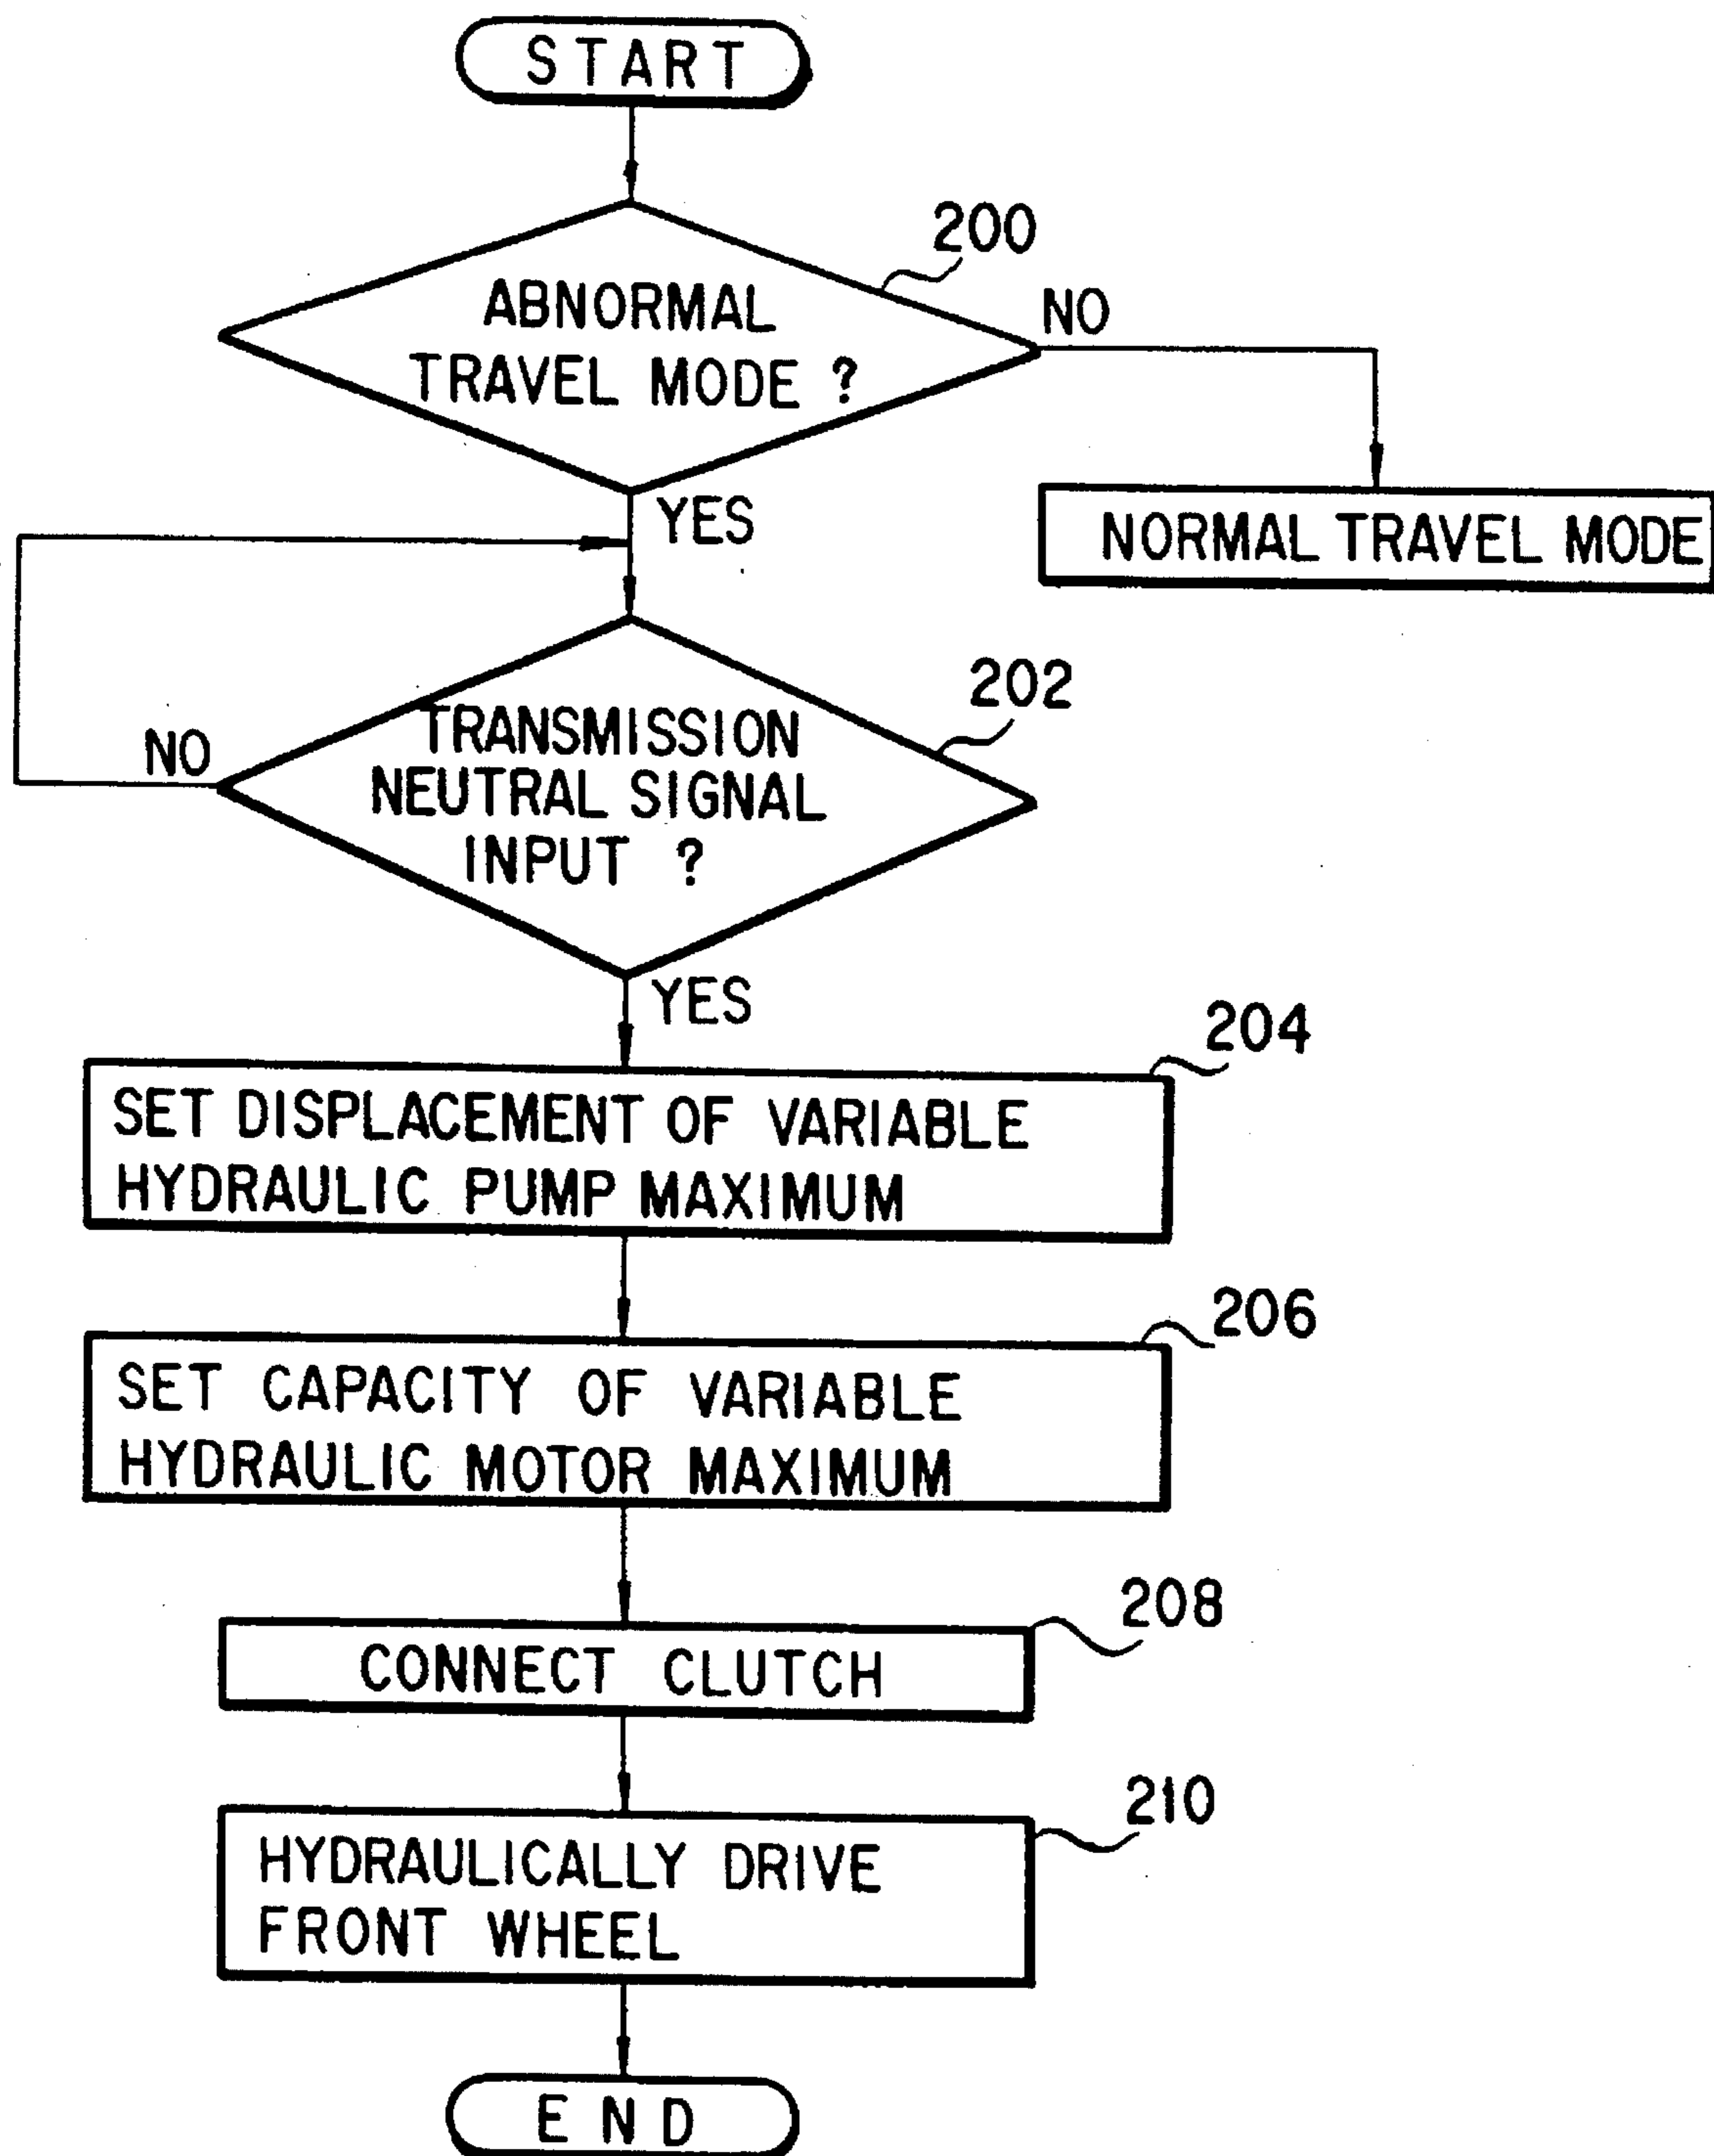 START
200
ABNORMAL
TRAVEL MODE ?
NO
YES
NORMAL TRAVEL MODE
202
TRANSMISSION
NEUTRAL SIGNAL
INPUT ?
NO
YES
204
SET DISPLACEMENT OF VARIABLE
HYDRAULIC PUMP MAXIMUM
206
SET CAPACITY OF VARIABLE
HYDRAULIC MOTOR MAXIMUM
208
CONNECT CLUTCH
210
HYDRAULICALLY DRIVE
FRONT WHEEL
END